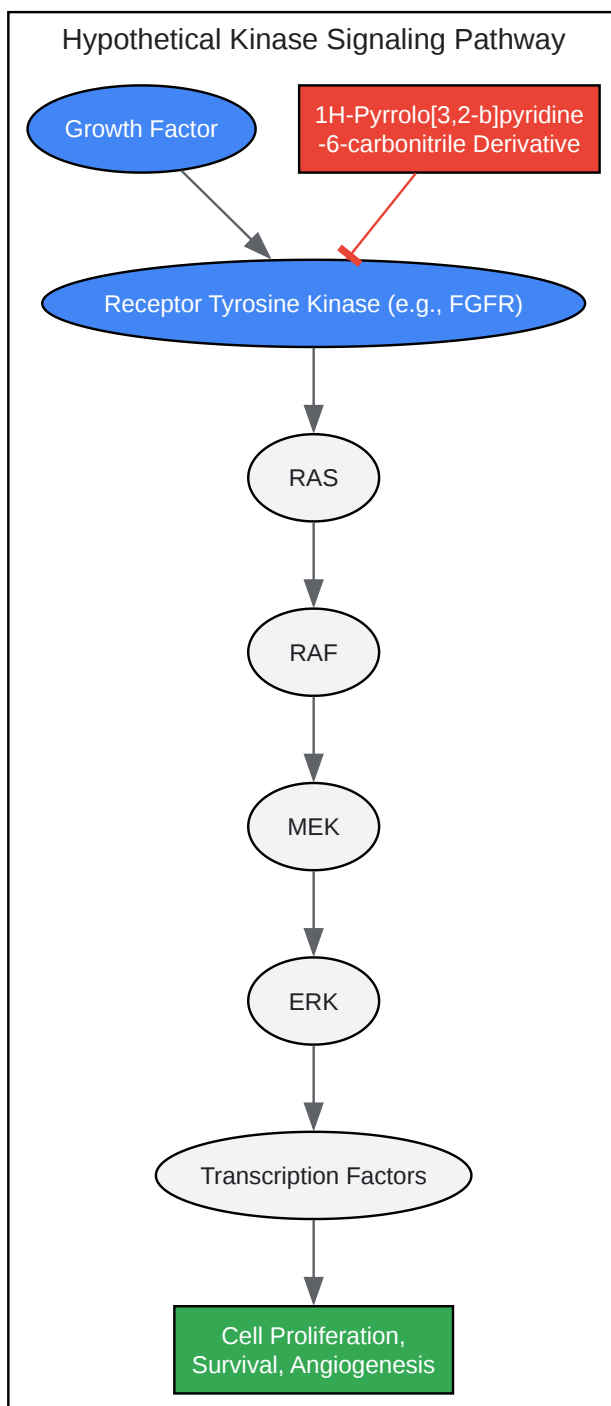 Hypothetical Kinase Signaling Pathway
Growth Factor
1H-Pyrrolo[3,2-b]pyridine
-6-carbonitrile Derivative
Receptor Tyrosine Kinase (e.g., FGFR)
RAS
RAF
MEK
ERK
Transcription Factors
Cell Proliferation,
Survival, Angiogenesis